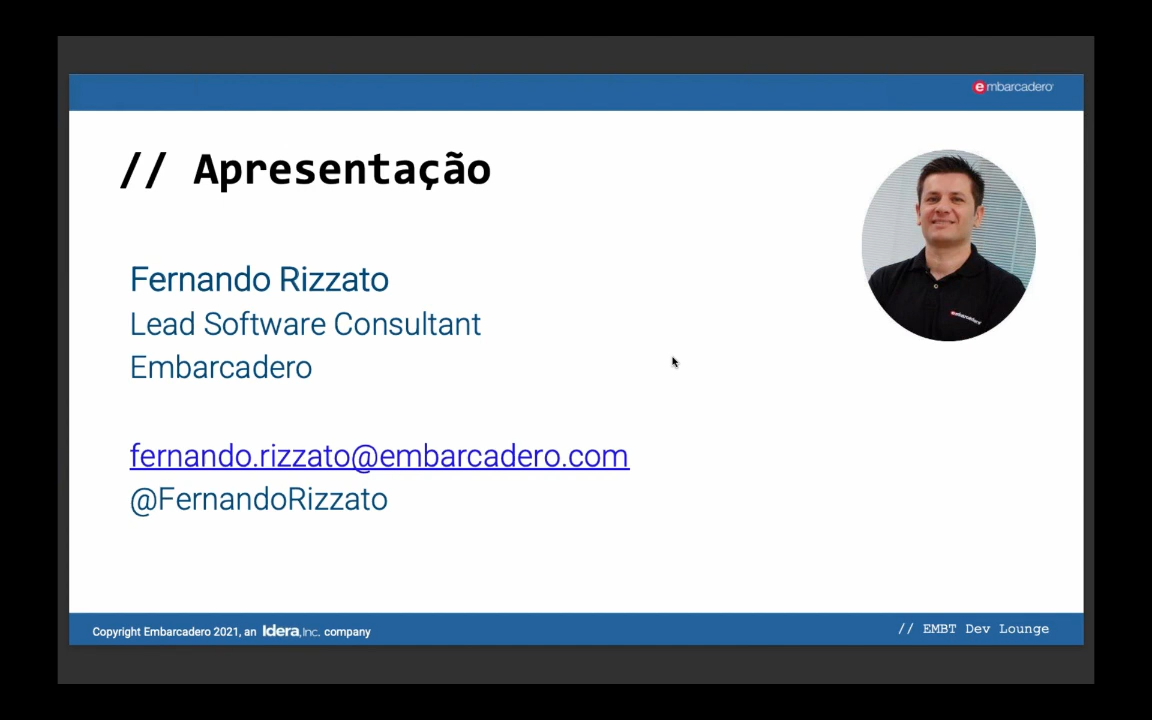 embarcadero
// Apresentação
Fernando Rizzato
Lead Software Consultant
Embarcadero
fernando.rizzato@embarcadero.com
@FernandoRizzato
embarcadero
Copyright Embarcadero 2021, an Idera, Inc. company
// EMBT Dev Lounge